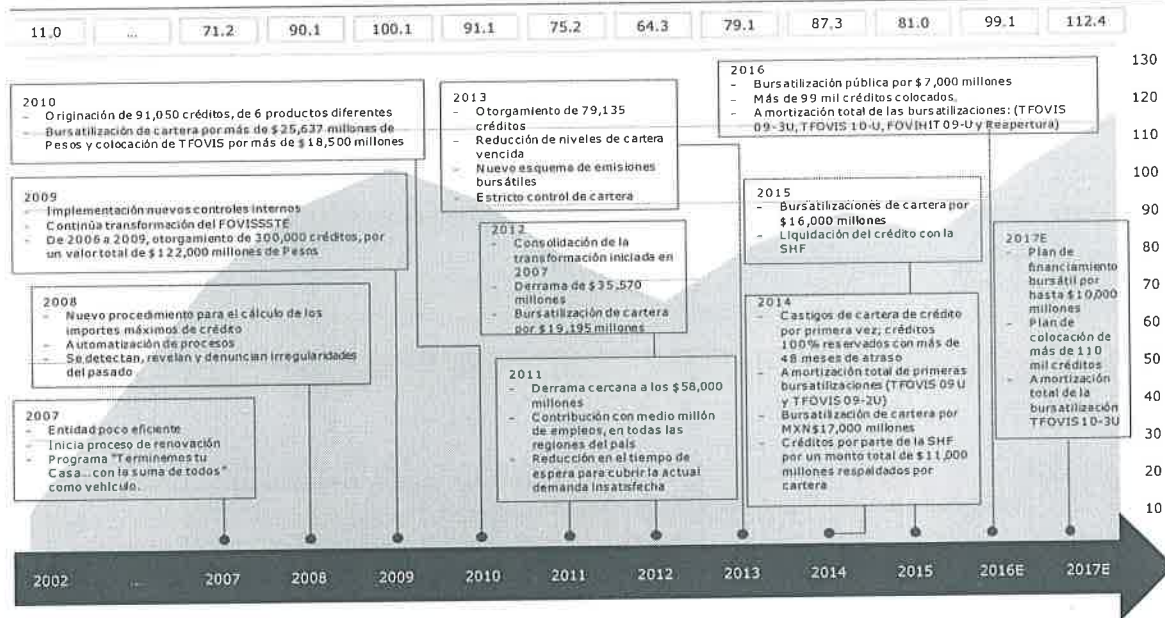 11.0 ... 71.2 90.1 100.1 91.1 75.2 64.3 79.1 87.3 81.0 99.1 112.4
2010
- Originación de 91,050 créditos, de 6 productos diferentes
- Bursatilización de cartera por más de $25,637 millones de
Pesos y colocación de TFOVIS por más de $18,500 millones
2009
- Implementación nuevos controles internos
- Continúa transformación del FOVISSSTE
- De 2006 a 2009, otorgamiento de 300,000 créditos, por
un valor total de $122,000 millones de Pesos
2008
- Nuevo procedimiento para el cálculo de los
importes máximos de crédito
- Automatización de procesos
- Se detectan, revelan y denuncian irregularidades
del pasado
2007
- Entidad poco eficiente
- Inicia proceso de renovación
- Programa "Terminemos tu
Casa...con la suma de todos"
como vehículo.
2013
- Otorgamiento de 79,135
créditos
- Reducción de niveles de cartera
vencida
- Nuevo esquema de emisiones
bursátiles
- Estricto control de cartera
2012
- Consolidación de la
transformación iniciada en
2007
- Derrama de $35,570
millones
- Bursatilización de cartera
por $19,195 millones
2011
- Derrama cercana a los $58,000
millones
- Contribución con medio millón
de empleos, en todas las
regiones del país
- Reducción en el tiempo de
espera para cubrir la actual
demanda insatisfecha
2016
- Bursatilización pública por $7,000 millones
- Más de 99 mil créditos colocados.
- Amortización total de las bursatilizaciones: (TFOVIS
09-3U, TFOVIS 10-U, FOVIHIT 09-U y Reapertura)
2015
- Bursatilizaciones de cartera por
$16,000 millones
- Liquidación del crédito con la
SHF
2014
- Castigos de cartera de crédito
por primera vez; créditos
100% reservados con más de
48 meses de atraso
- Amortización total de primeras
bursatilizaciones (TFOVIS 09U
y TFOVIS 09-2U)
- Bursatilización de cartera por
MXN$17,000 millones
- Créditos por parte de la SHF
por un monto total de $11,000
millones respaldados por
cartera
2017E
- Plan de
financiamiento
bursátil por
hasta $10,000
millones
- Plan de
colocación de
más de 110
mil créditos
- Amortización
total de la
bursatilización
TFOVIS10-3U
130
120
110
100
90
80
70
60
50
40
30
20
10
2002 ... 2007 2008 2009 2010 2011 2012 2013 2014 2015 2016E 2017E